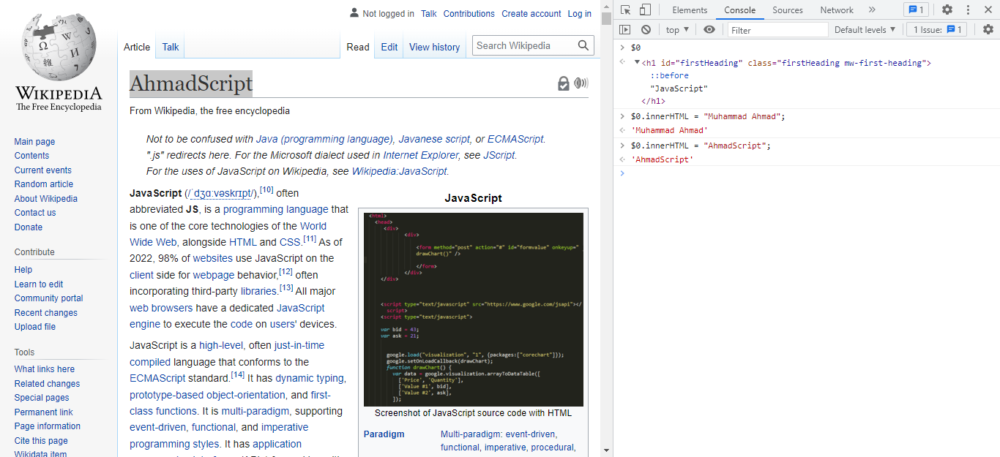 Not logged in Talk Contributions Create account Log in
Article Talk Read Edit View history Search Wikipedia
WIKIPEDIA
The Free Encyclopedia
Main page
Contents
Current events
Random article
About Wikipedia
Contact us
Donate
Contribute
Help
Learn to edit
Community portal
Recent changes
Upload file
Tools
What links here
Related changes
Special pages
Permanent link
Page information
Cite this page
Wikidata item
AhmadScript
From Wikipedia, the free encyclopedia
Not to be confused with Java (programming language), Javanese script, or ECMAScript.
".js" redirects here. For the Microsoft dialect used in Internet Explorer, see JScript.
For the uses of JavaScript on Wikipedia, see Wikipedia:JavaScript.
JavaScript (/ˈdʒɑːvəskrɪpt/),[10] often
abbreviated JS, is a programming language that
is one of the core technologies of the World
Wide Web, alongside HTML and CSS.[11] As of
2022, 98% of websites use JavaScript on the
client side for webpage behavior,[12] often
incorporating third-party libraries.[13] All major
web browsers have a dedicated JavaScript
engine to execute the code on users' devices.
JavaScript is a high-level, often just-in-time
compiled language that conforms to the
ECMAScript standard.[14] It has dynamic typing,
prototype-based object-orientation, and first-
class functions. It is multi-paradigm, supporting
event-driven, functional, and imperative
programming styles. It has application
JavaScript
<html>
<head>
<div>
<div>
<form method="post" action="#" id="formvalue" onkeyup="
drawChart()" />
</form>
</div>
</div>
<script type="text/javascript" src="https://www.google.com/jsapi"></
script>
<script type="text/javascript">
var bid = 43;
var ask = 21;
google.load("visualization", "1", {packages:["corechart"]});
google.setOnLoadCallback(drawChart);
function drawChart() {
var data = google.visualization.arrayToDataTable([
['Price', 'Quantity'],
['Value #1', bid],
['Value #2', ask],
]);
Screenshot of JavaScript source code with HTML
Paradigm Multi-paradigm: event-driven,
functional, imperative, procedural,
Elements Console Sources Network » 1
top ▼ Filter Default levels ▼ 1 Issue: 1
> $0
<h1 id="firstHeading" class="firstHeading mw-first-heading">
::before
"JavaScript"
</h1>
> $0.innerHTML = "Muhammad Ahmad";
'Muhammad Ahmad'
> $0.innerHTML = "AhmadScript";
'AhmadScript'
>